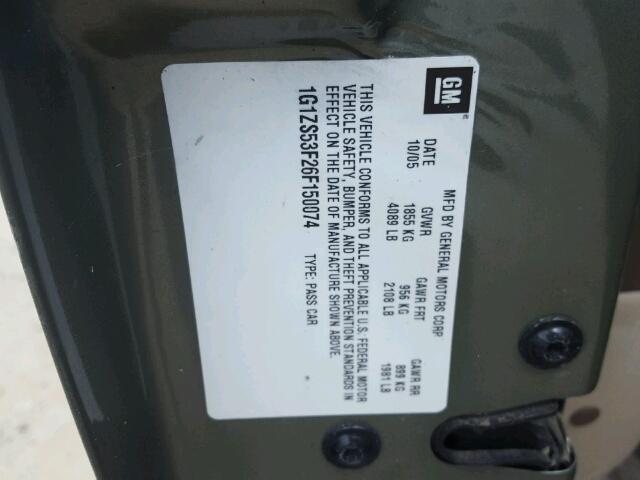 GM
MFD BY GENERAL MOTORS CORP
DATE GVWR GAWR FRT GAWR RR
10/05 1855 KG 956 KG 899 KG
4089 LB 2108 LB 1981 LB
THIS VEHICLE CONFORMS TO ALL APPLICABLE U.S. FEDERAL MOTOR
VEHICLE SAFETY, BUMPER, AND THEFT PREVENTION STANDARDS IN
EFFECT ON THE DATE OF MANUFACTURE SHOWN ABOVE.
1G1ZS53F26F150074 TYPE: PASS CAR